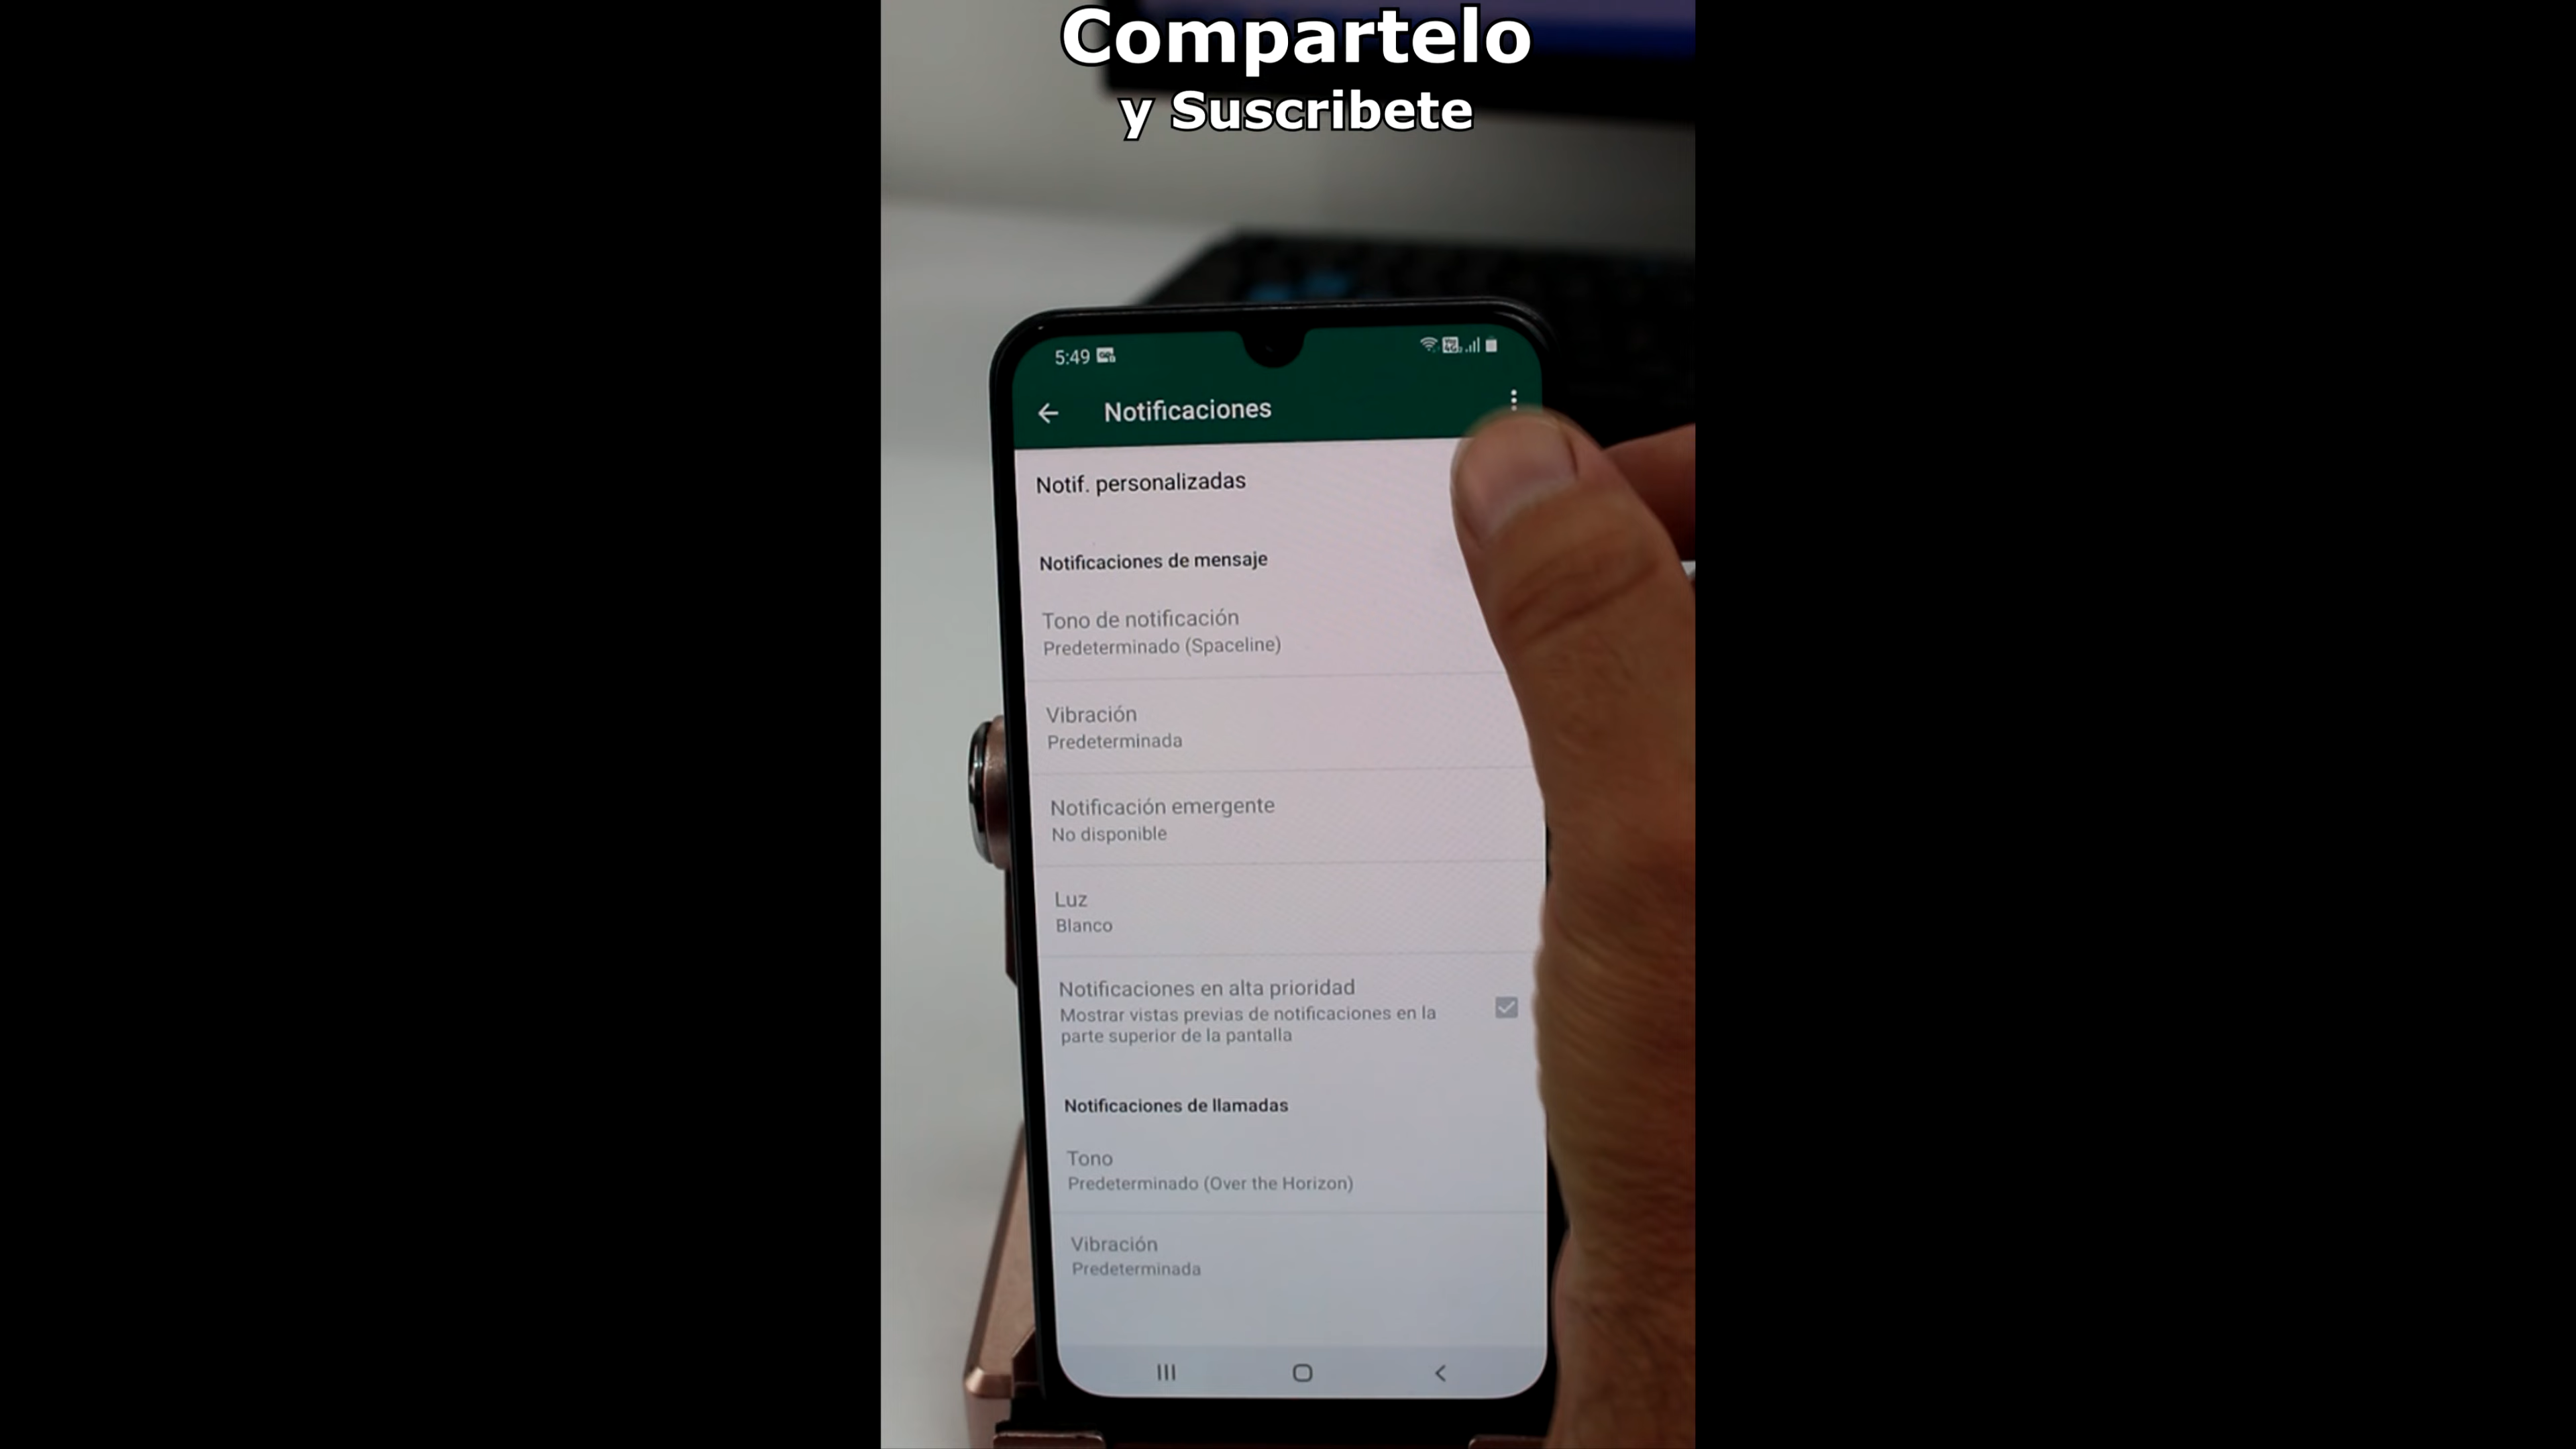 Compartelo
y Suscribete
5:49
Notificaciones
Notif. personalizadas
Notificaciones de mensaje
Tono de notificación
Predeterminado (Spaceline)
Vibración
Predeterminada
Notificación emergente
No disponible
Luz
Blanco
Notificaciones en alta prioridad
Mostrar vistas previas de notificaciones en la
parte superior de la pantalla
Notificaciones de llamadas
Tono
Predeterminado (Over the Horizon)
Vibración
Predeterminada